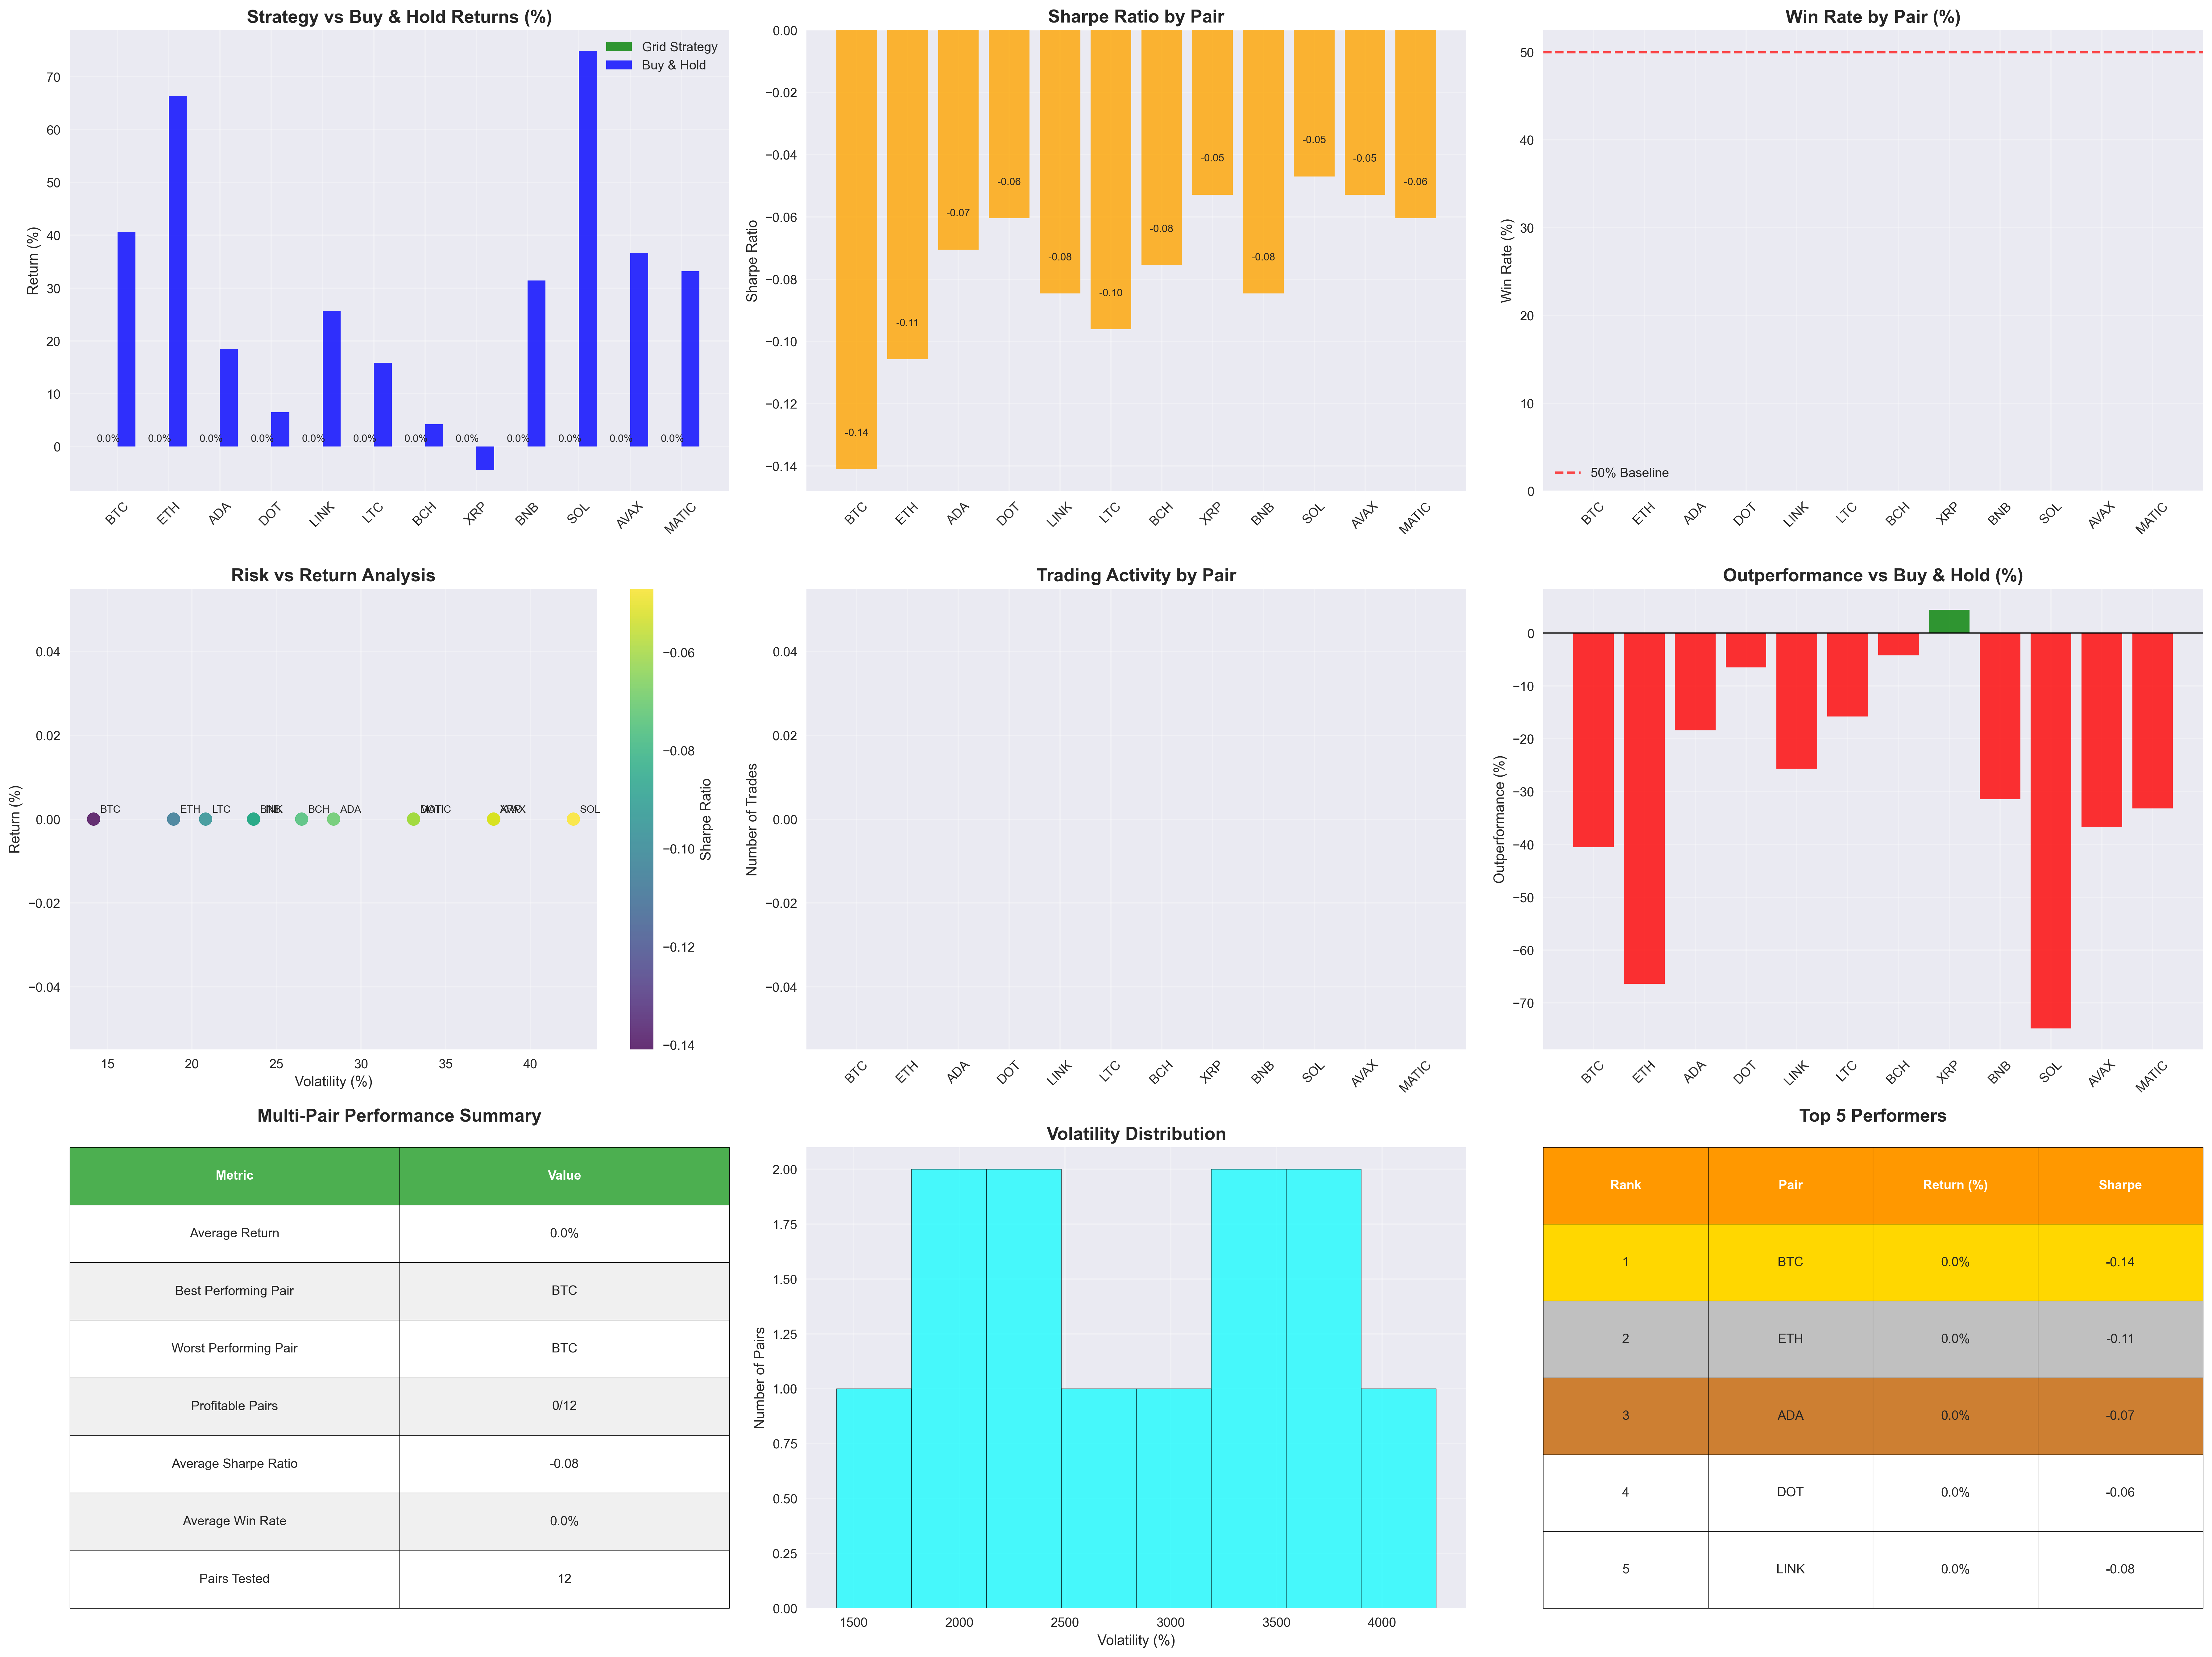 Strategy vs Buy & Hold Returns (%)
Grid Strategy
Buy & Hold
Return (%)
70
60
50
40
30
20
10
0
0.0% 0.0% 0.0% 0.0% 0.0% 0.0% 0.0% 0.0% 0.0% 0.0% 0.0% 0.0%
BTC ETH ADA DOT LINK LTC BCH XRP BNB SOL AVAX MATIC
Sharpe Ratio by Pair
Sharpe Ratio
0.00
−0.02
−0.04
−0.06
−0.08
−0.10
−0.12
−0.14
-0.14 -0.11 -0.07 -0.06 -0.08 -0.10 -0.08 -0.05 -0.08 -0.05 -0.05 -0.06
BTC ETH ADA DOT LINK LTC BCH XRP BNB SOL AVAX MATIC
Win Rate by Pair (%)
Win Rate (%)
50
40
30
20
10
0
50% Baseline
BTC ETH ADA DOT LINK LTC BCH XRP BNB SOL AVAX MATIC
Risk vs Return Analysis
Return (%)
0.04
0.02
0.00
−0.02
−0.04
BTC ETH LTC BCH ADA SOL
15 20 25 30 35 40
Volatility (%)
−0.06
−0.08
−0.10
−0.12
−0.14
Sharpe Ratio
Trading Activity by Pair
Number of Trades
0.04
0.02
0.00
−0.02
−0.04
BTC ETH ADA DOT LINK LTC BCH XRP BNB SOL AVAX MATIC
Outperformance vs Buy & Hold (%)
Outperformance (%)
0
−10
−20
−30
−40
−50
−60
−70
BTC ETH ADA DOT LINK LTC BCH XRP BNB SOL AVAX MATIC
Multi-Pair Performance Summary
Metric Value
Average Return 0.0%
Best Performing Pair BTC
Worst Performing Pair BTC
Profitable Pairs 0/12
Average Sharpe Ratio -0.08
Average Win Rate 0.0%
Pairs Tested 12
Volatility Distribution
Number of Pairs
2.00
1.75
1.50
1.25
1.00
0.75
0.50
0.25
0.00
1500 2000 2500 3000 3500 4000
Volatility (%)
Top 5 Performers
Rank Pair Return (%) Sharpe
1 BTC 0.0% -0.14
2 ETH 0.0% -0.11
3 ADA 0.0% -0.07
4 DOT 0.0% -0.06
5 LINK 0.0% -0.08